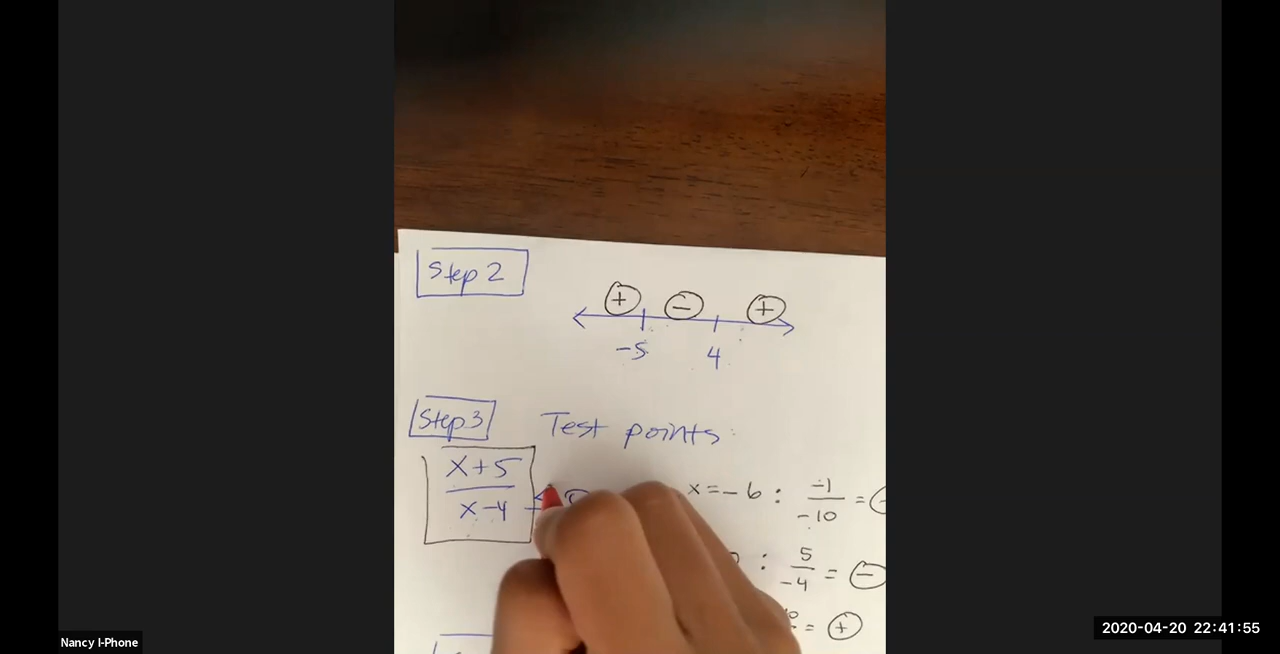 Step 2
+ − +
-5 4
Step 3 Test points:
x+5
x-4
x=-6 : -1/-10 =
: 5/-4 = −
= +
Nancy I-Phone
2020-04-20 22:41:55